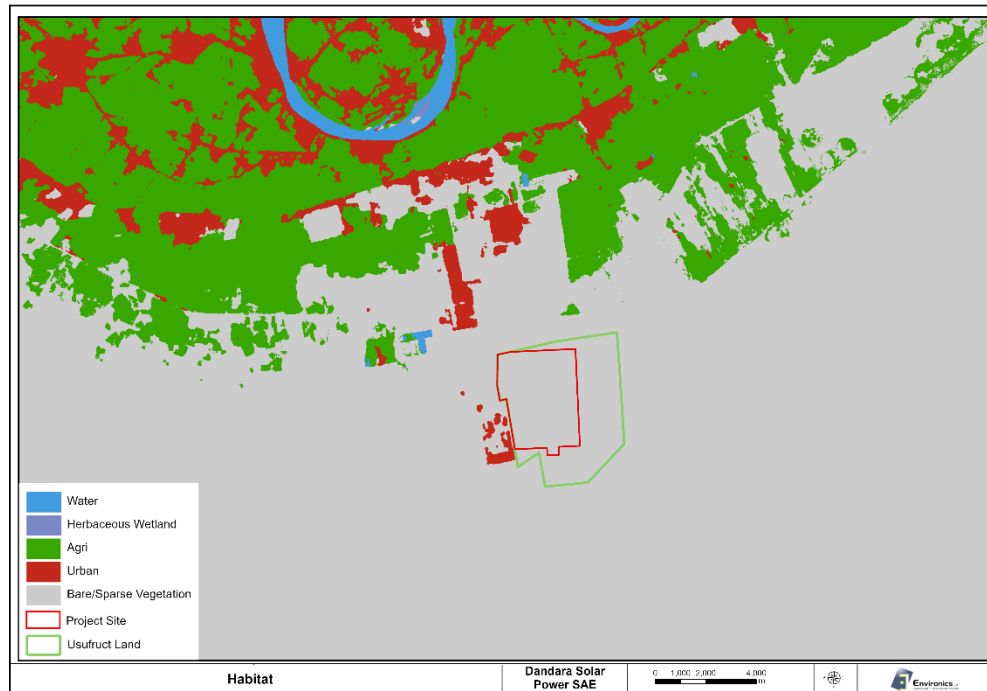 Water
Herbaceous Wetland
Agri
Urban
Bare/Sparse Vegetation
Project Site
Usufruct Land
Habitat
Dandara Solar
Power SAE
0 1,000 2,000 4,000
m
Environics